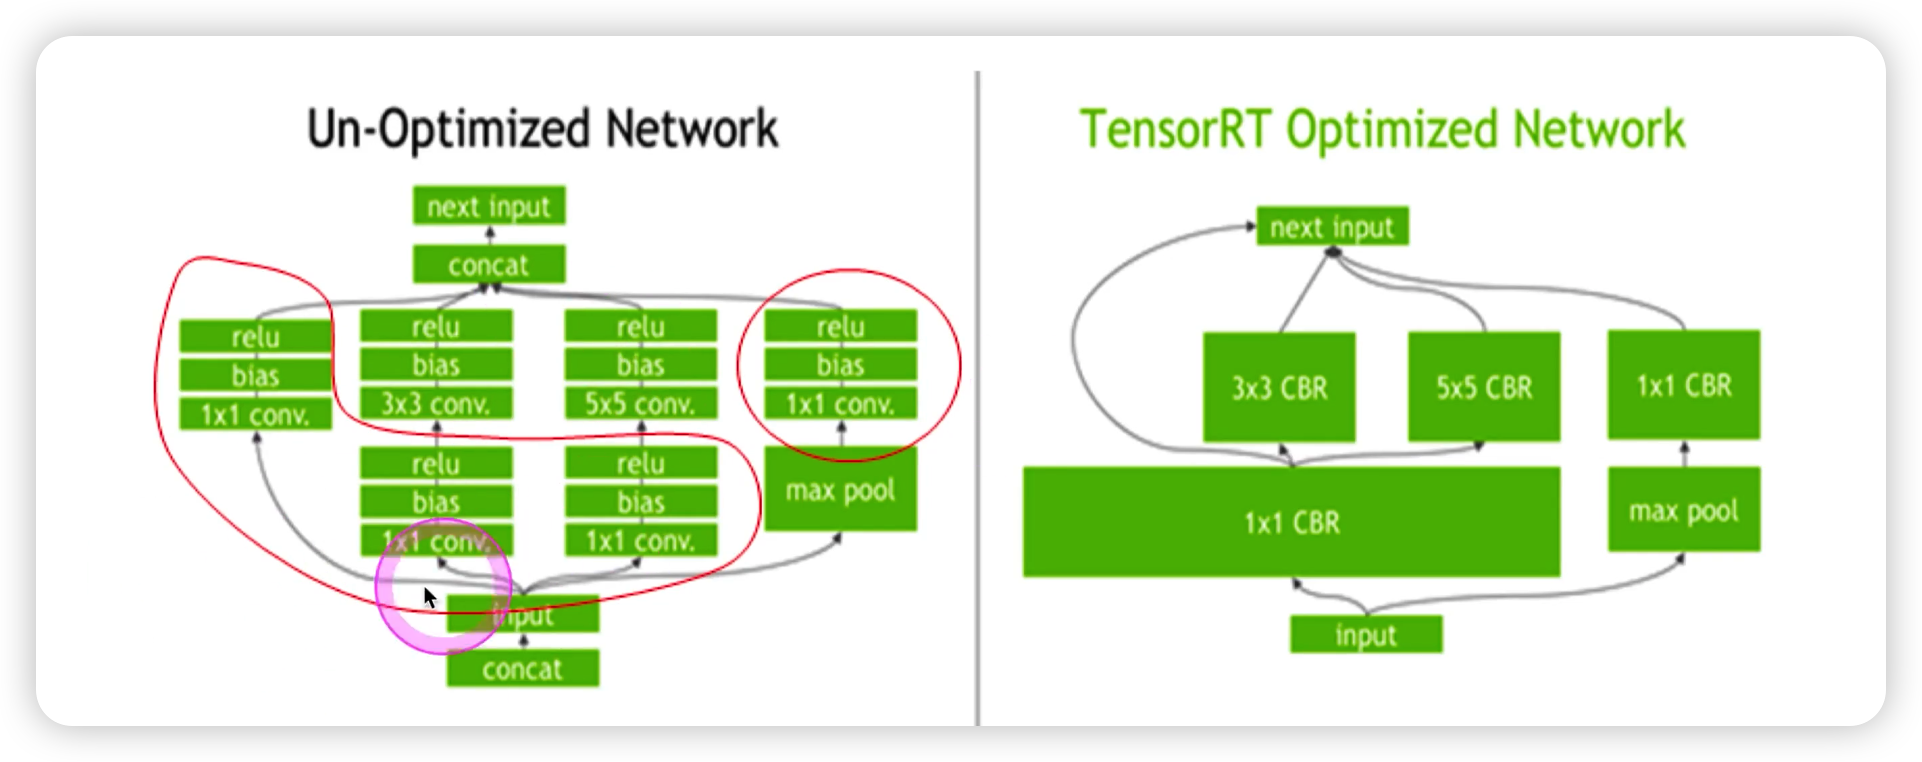 Un-Optimized Network
next input
concat
relu
bias
1x1 conv.
relu
bias
3x3 conv.
relu
bias
5x5 conv.
relu
bias
1x1 conv.
relu
bias
1x1 conv.
relu
bias
1x1 conv.
max pool
input
concat
TensorRT Optimized Network
next input
3x3 CBR
5x5 CBR
1x1 CBR
1x1 CBR
max pool
input